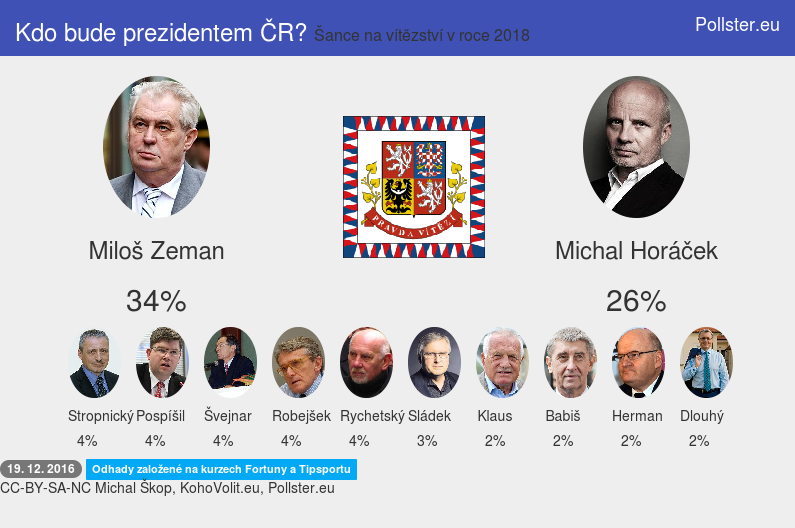 Kdo bude prezidentem ČR? Šance na vítězství v roce 2018
Pollster.eu
PRAVDA VÍTĚZÍ
Miloš Zeman
Michal Horáček
34%
26%
Stropnický Pospíšil Švejnar Robejšek Rychetský Sládek Klaus Babiš Herman Dlouhý
4% 4% 4% 4% 4% 3% 2% 2% 2% 2%
19. 12. 2016 Odhady založené na kurzech Fortuny a Tipsportu
CC-BY-SA-NC Michal Škop, KohoVolit.eu, Pollster.eu